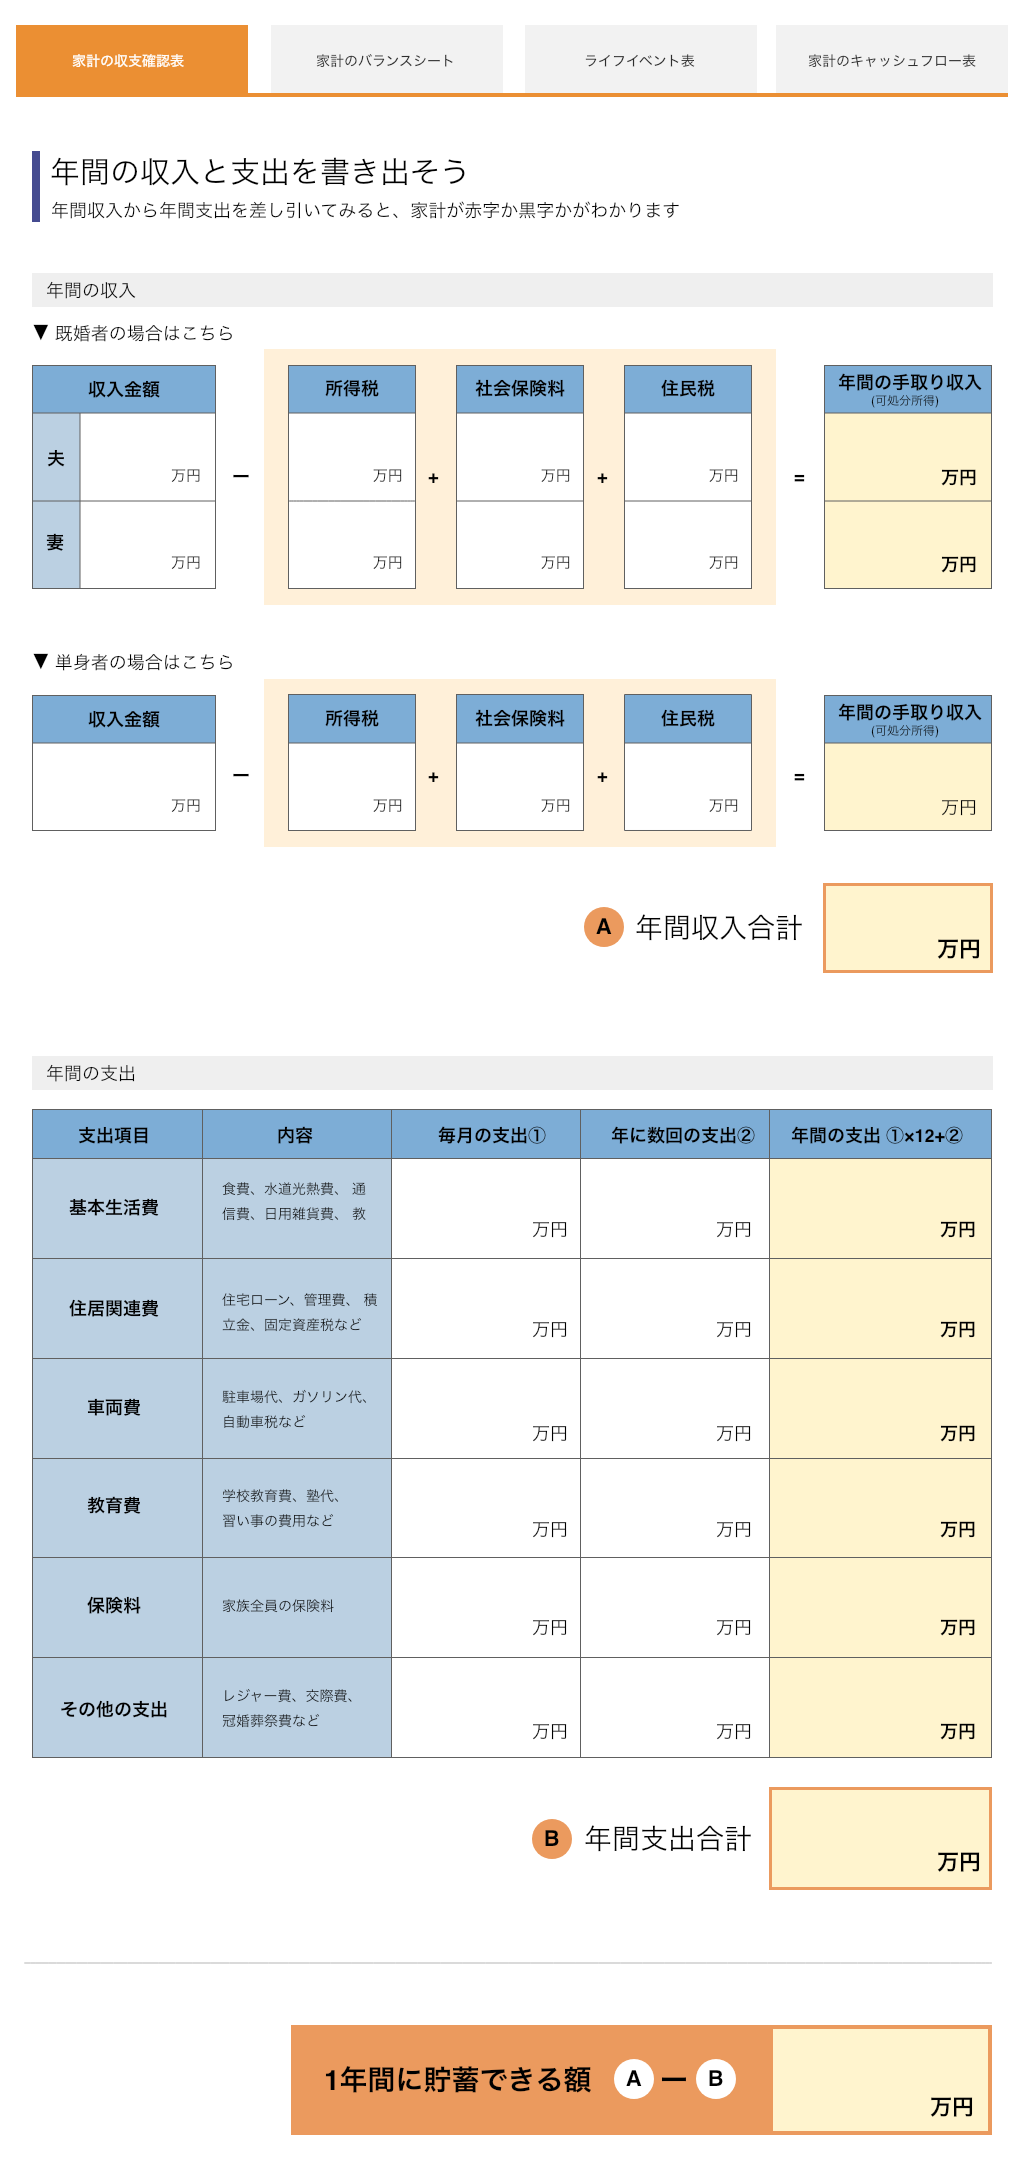 家計の収支確認表
家計のバランスシート
ライフイベント表
家計のキャッシュフロー表
年間の収入と支出を書き出そう
年間収入から年間支出を差し引いてみると、家計が赤字か黒字かがわかります
年間の収入
▼ 既婚者の場合はこちら
収入金額 所得税 社会保険料 住民税 年間の手取り収入
(可処分所得)
夫 万円 － 万円 + 万円 + 万円 = 万円
妻 万円 万円 万円 万円 万円
▼ 単身者の場合はこちら
収入金額 所得税 社会保険料 住民税 年間の手取り収入
(可処分所得)
万円 － 万円 + 万円 + 万円 = 万円
A 年間収入合計 万円
年間の支出
支出項目 内容 毎月の支出① 年に数回の支出② 年間の支出 ①×12+②
基本生活費 食費、水道光熱費、 通
信費、日用雑貨費、 教
万円 万円 万円
住居関連費 住宅ローン、管理費、 積
立金、固定資産税など
万円 万円 万円
車両費 駐車場代、ガソリン代、
自動車税など
万円 万円 万円
教育費 学校教育費、塾代、
習い事の費用など
万円 万円 万円
保険料 家族全員の保険料
万円 万円 万円
その他の支出 レジャー費、交際費、
冠婚葬祭費など
万円 万円 万円
B 年間支出合計 万円
1年間に貯蓄できる額 A － B 万円